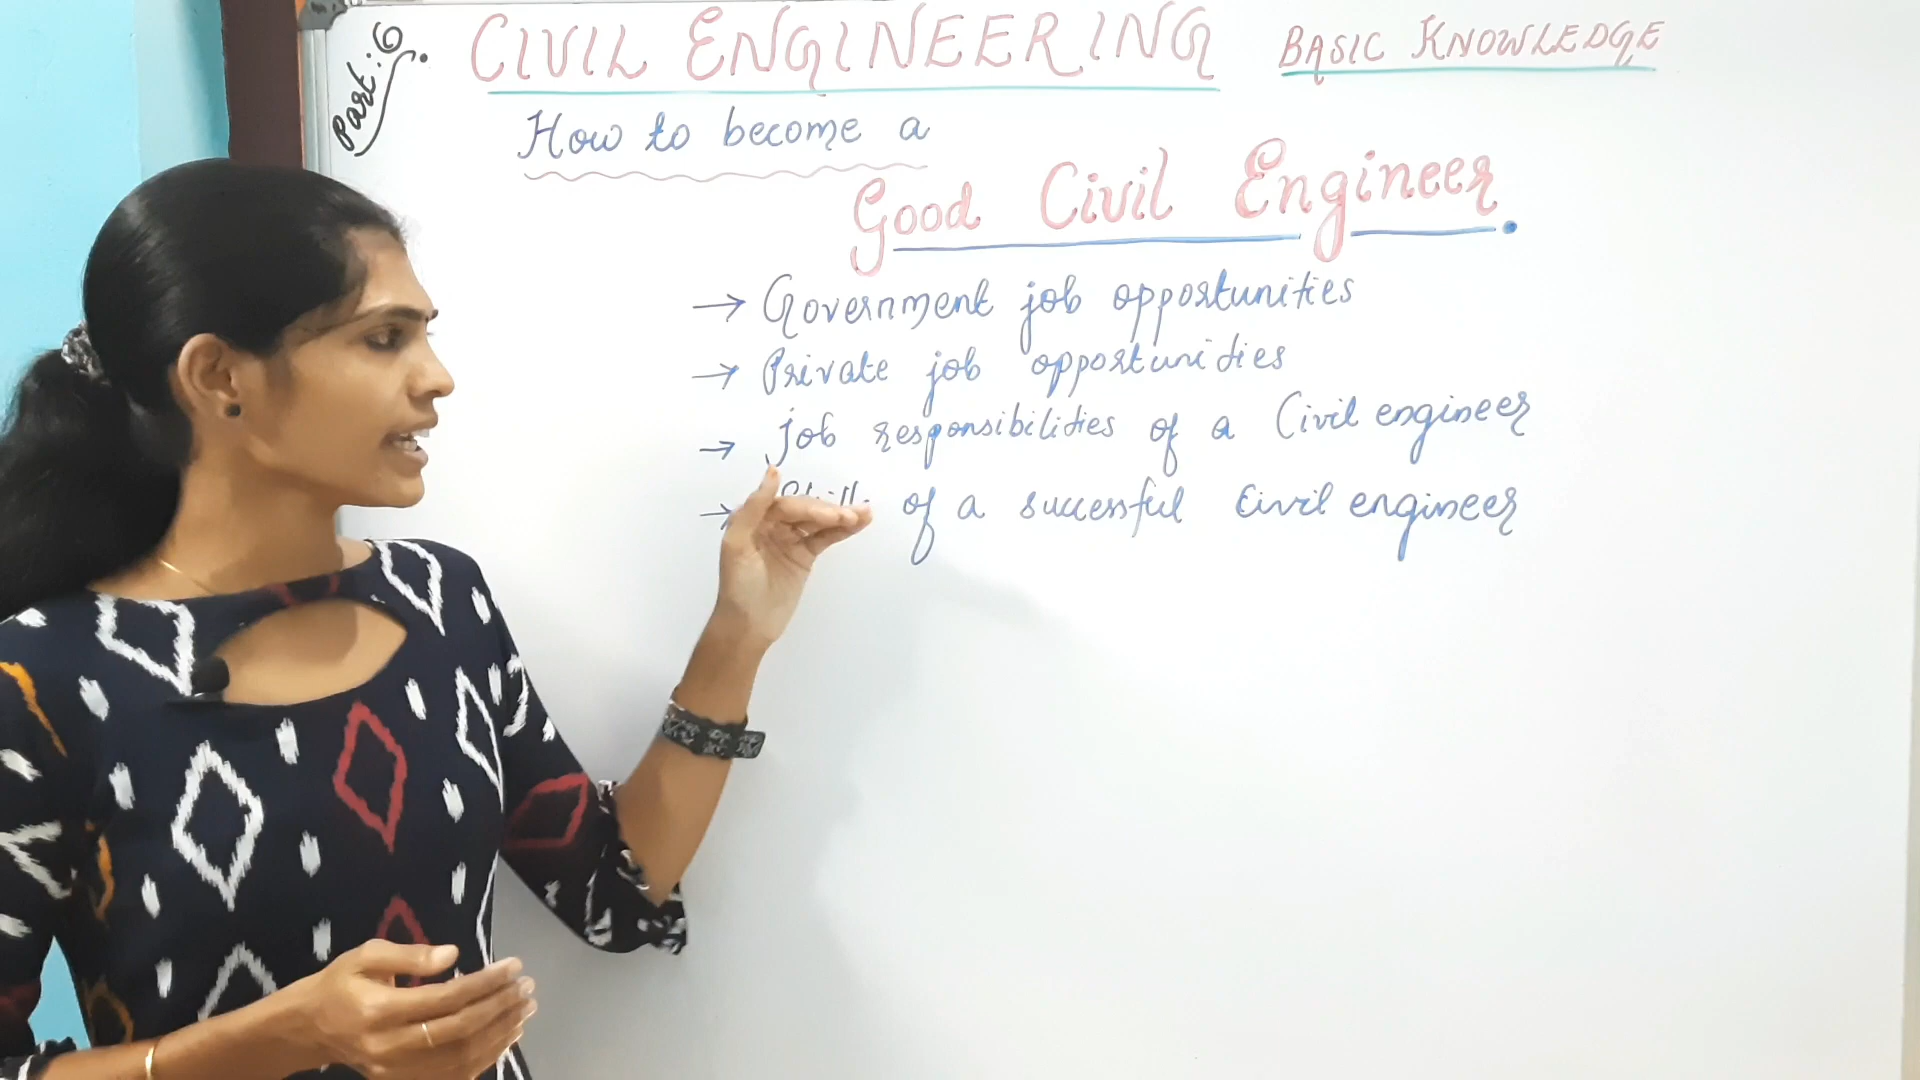 Part: 6.
CIVIL ENGINEERING BASIC KNOWLEDGE
How to become a
Good Civil Engineer.
→ Government job opportunities
→ Private job opportunities
→ job responsibilities of a Civil engineer
→ Skills of a successful Civil engineer